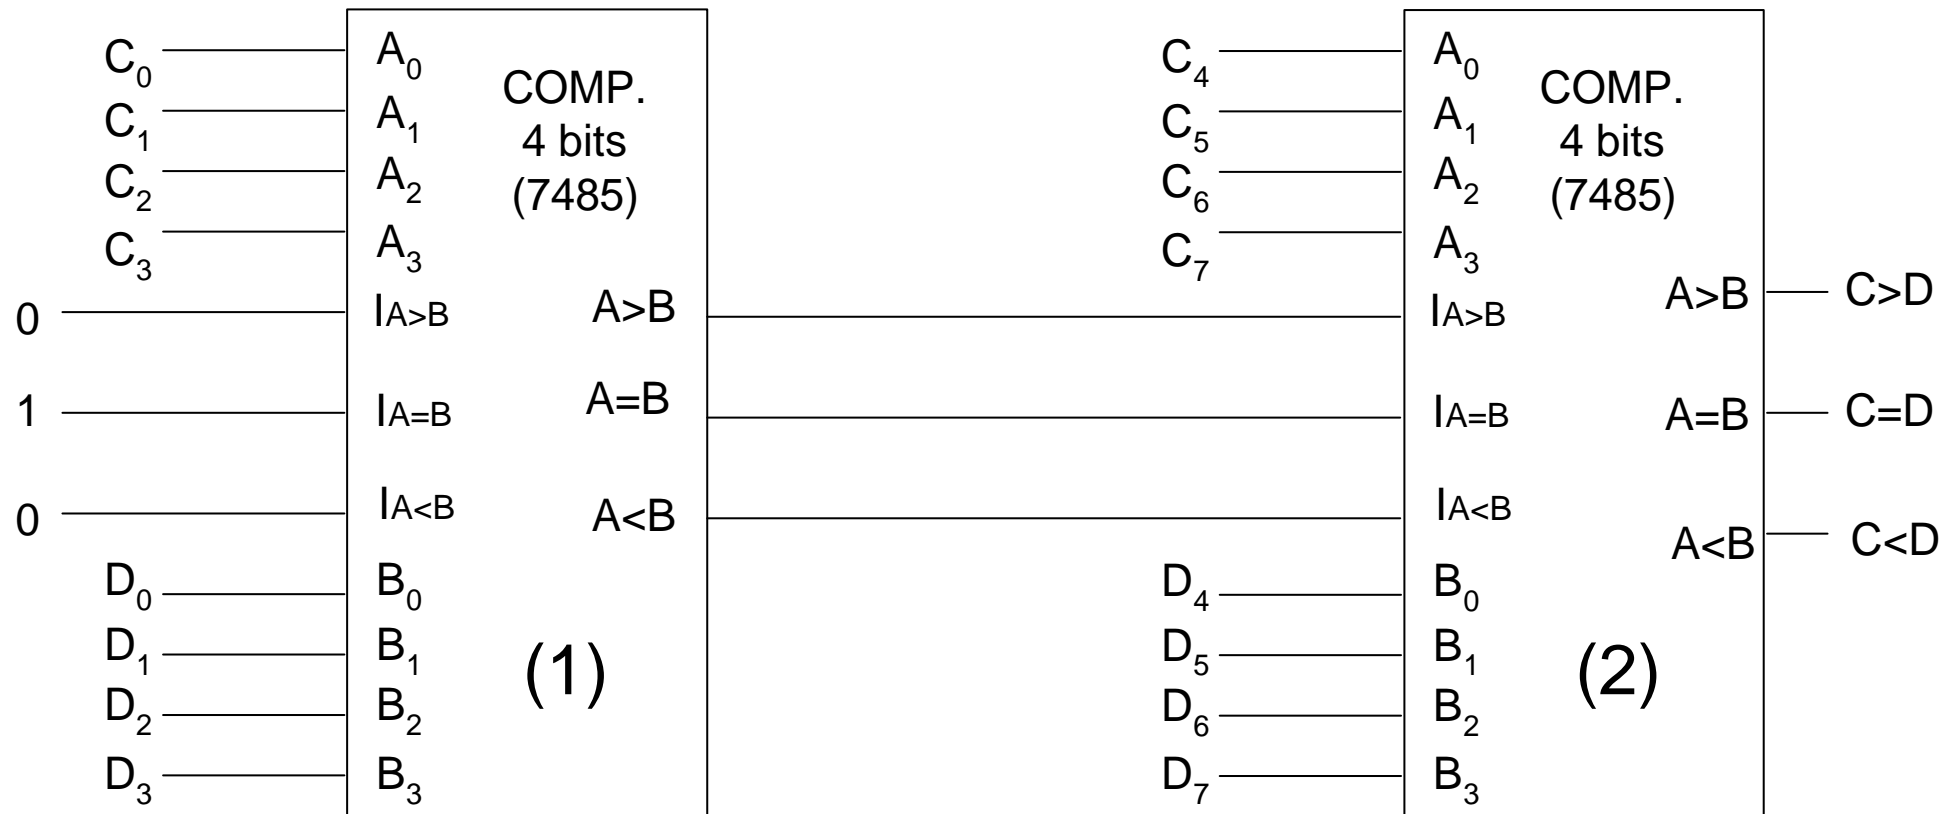 C₀
C₁
C₂
C₃
0
1
0
D₀
D₁
D₂
D₃
A₀
A₁
A₂
A₃
IA>B
IA=B
IA<B
B₀
B₁
B₂
B₃
COMP.
4 bits
(7485)
A>B
A=B
A<B
(1)
C₄
C₅
C₆
C₇
D₄
D₅
D₆
D₇
A₀
A₁
A₂
A₃
IA>B
IA=B
IA<B
B₀
B₁
B₂
B₃
COMP.
4 bits
(7485)
A>B
A=B
A<B
(2)
C>D
C=D
C<D